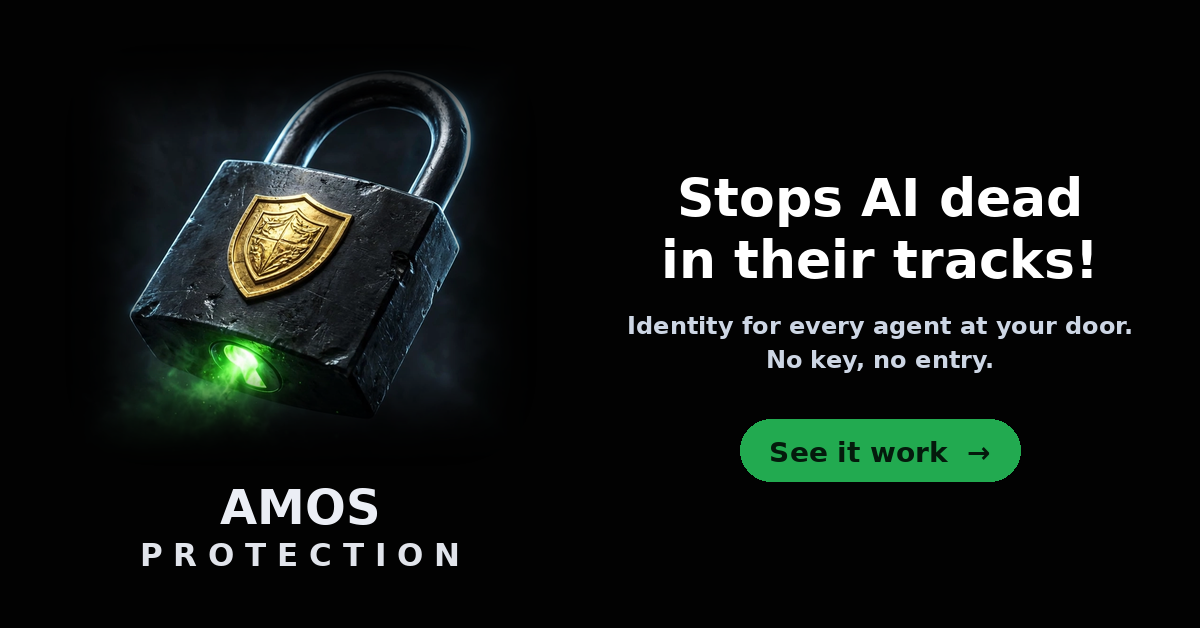 Stops AI dead
in their tracks!
Identity for every agent at your door.
No key, no entry.
See it work →
AMOS
PROTECTION